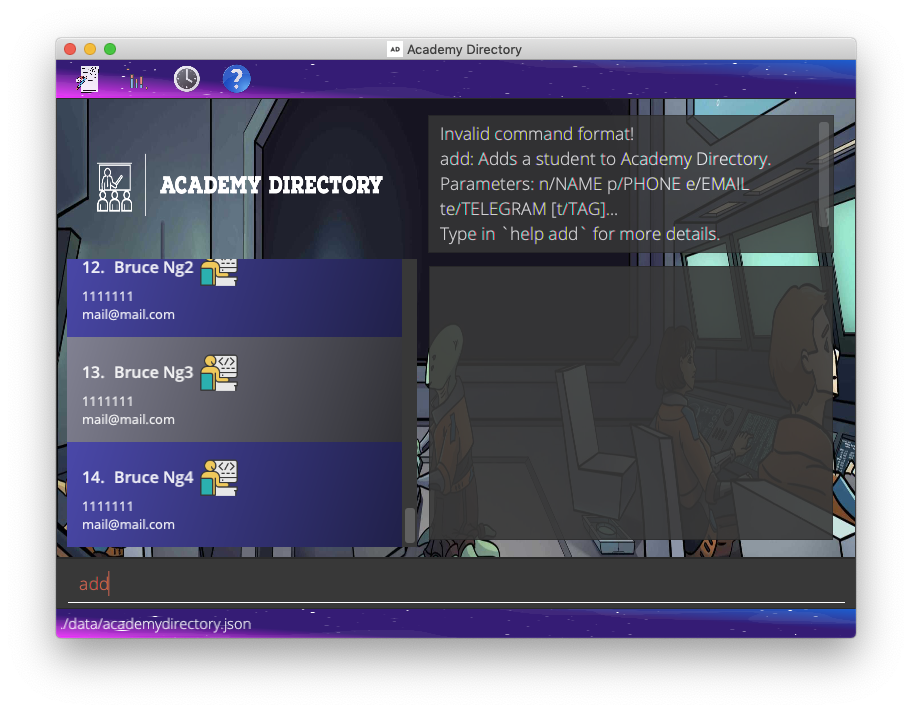 AD Academy Directory
?
ACADEMY DIRECTORY
Invalid command format!
add: Adds a student to Academy Directory.
Parameters: n/NAME p/PHONE e/EMAIL
te/TELEGRAM [t/TAG]...
Type in `help add` for more details.
12. Bruce Ng2
1111111
mail@mail.com
13. Bruce Ng3
</>
1111111
mail@mail.com
14. Bruce Ng4
</>
1111111
mail@mail.com
add
./data/academydirectory.json